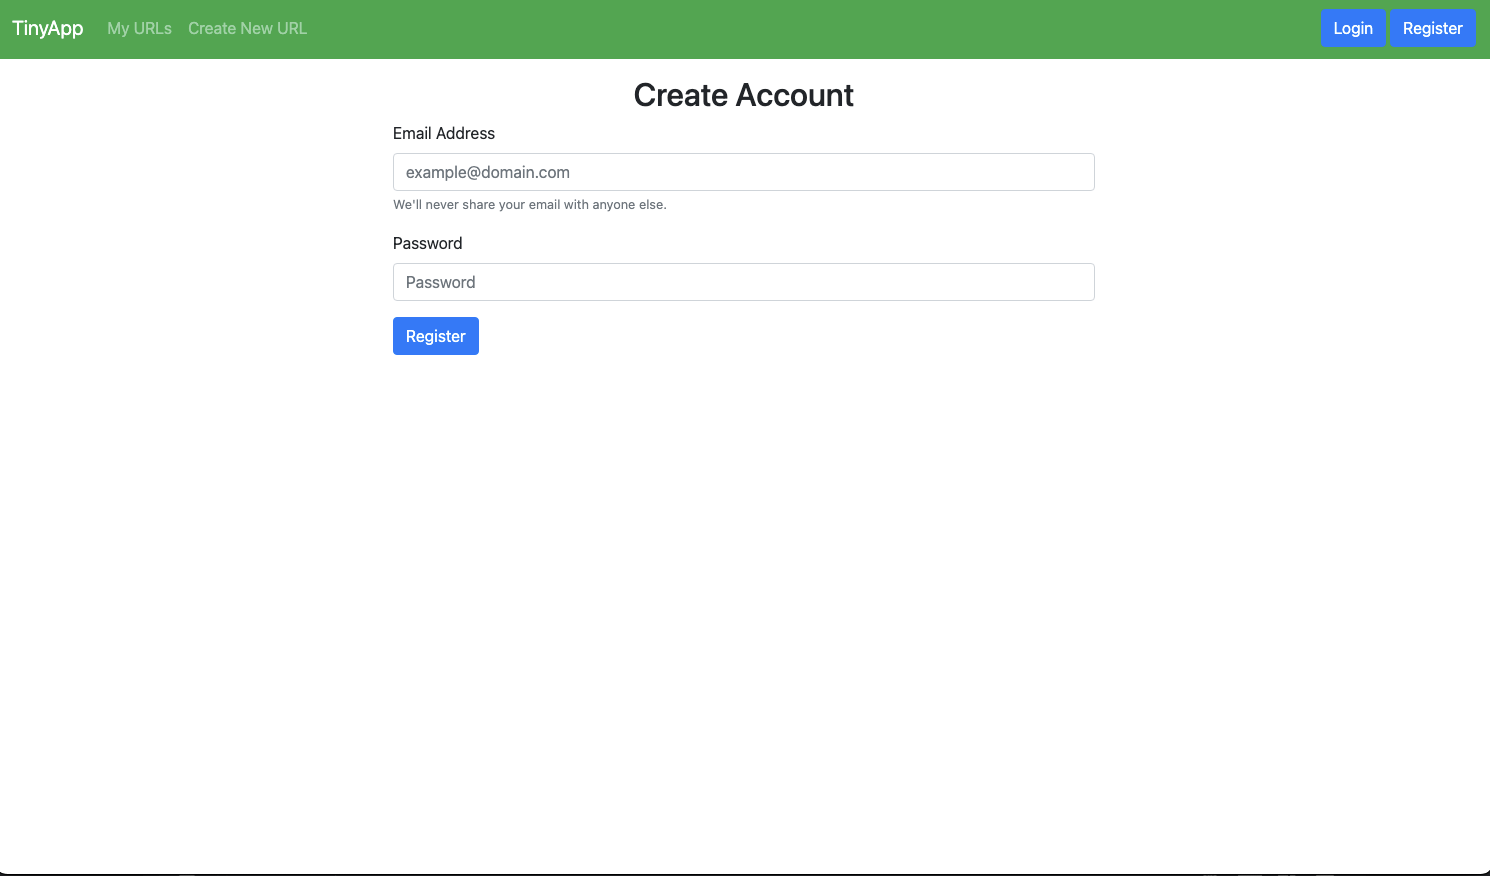 TinyApp My URLs Create New URL Login Register
Create Account
Email Address
example@domain.com
We'll never share your email with anyone else.
Password
Password
Register